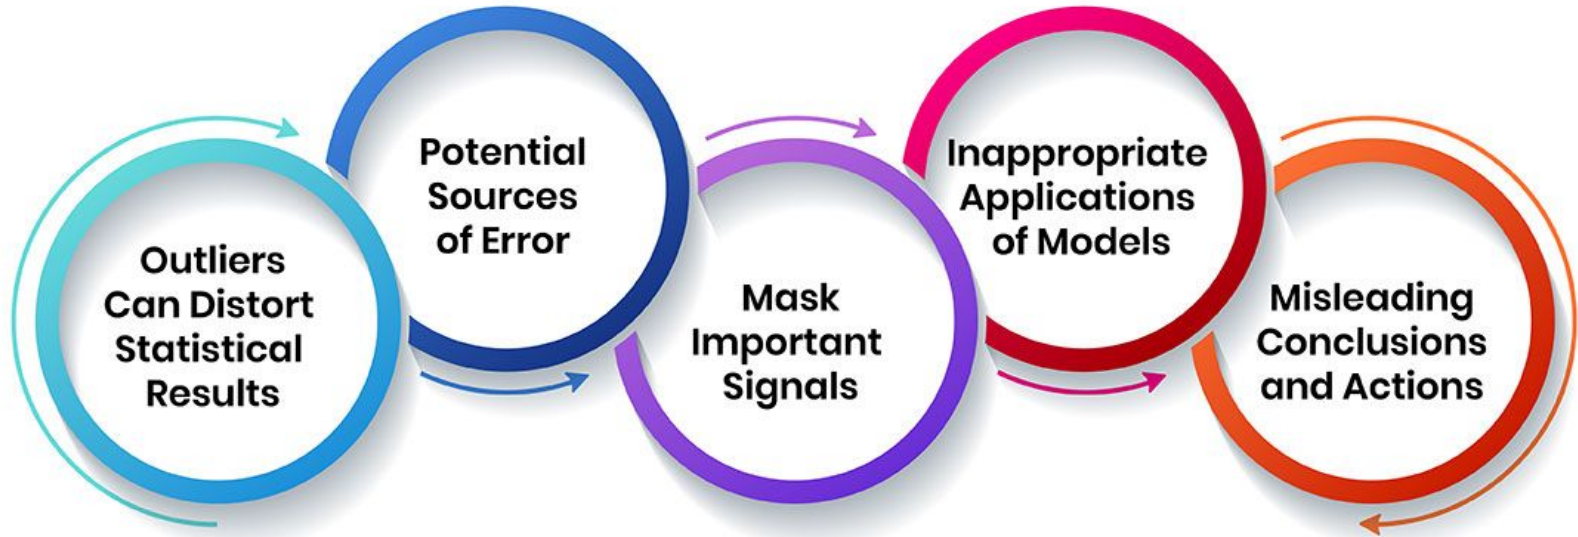 Outliers
Can Distort
Statistical
Results
Potential
Sources
of Error
Mask
Important
Signals
Inappropriate
Applications
of Models
Misleading
Conclusions
and Actions